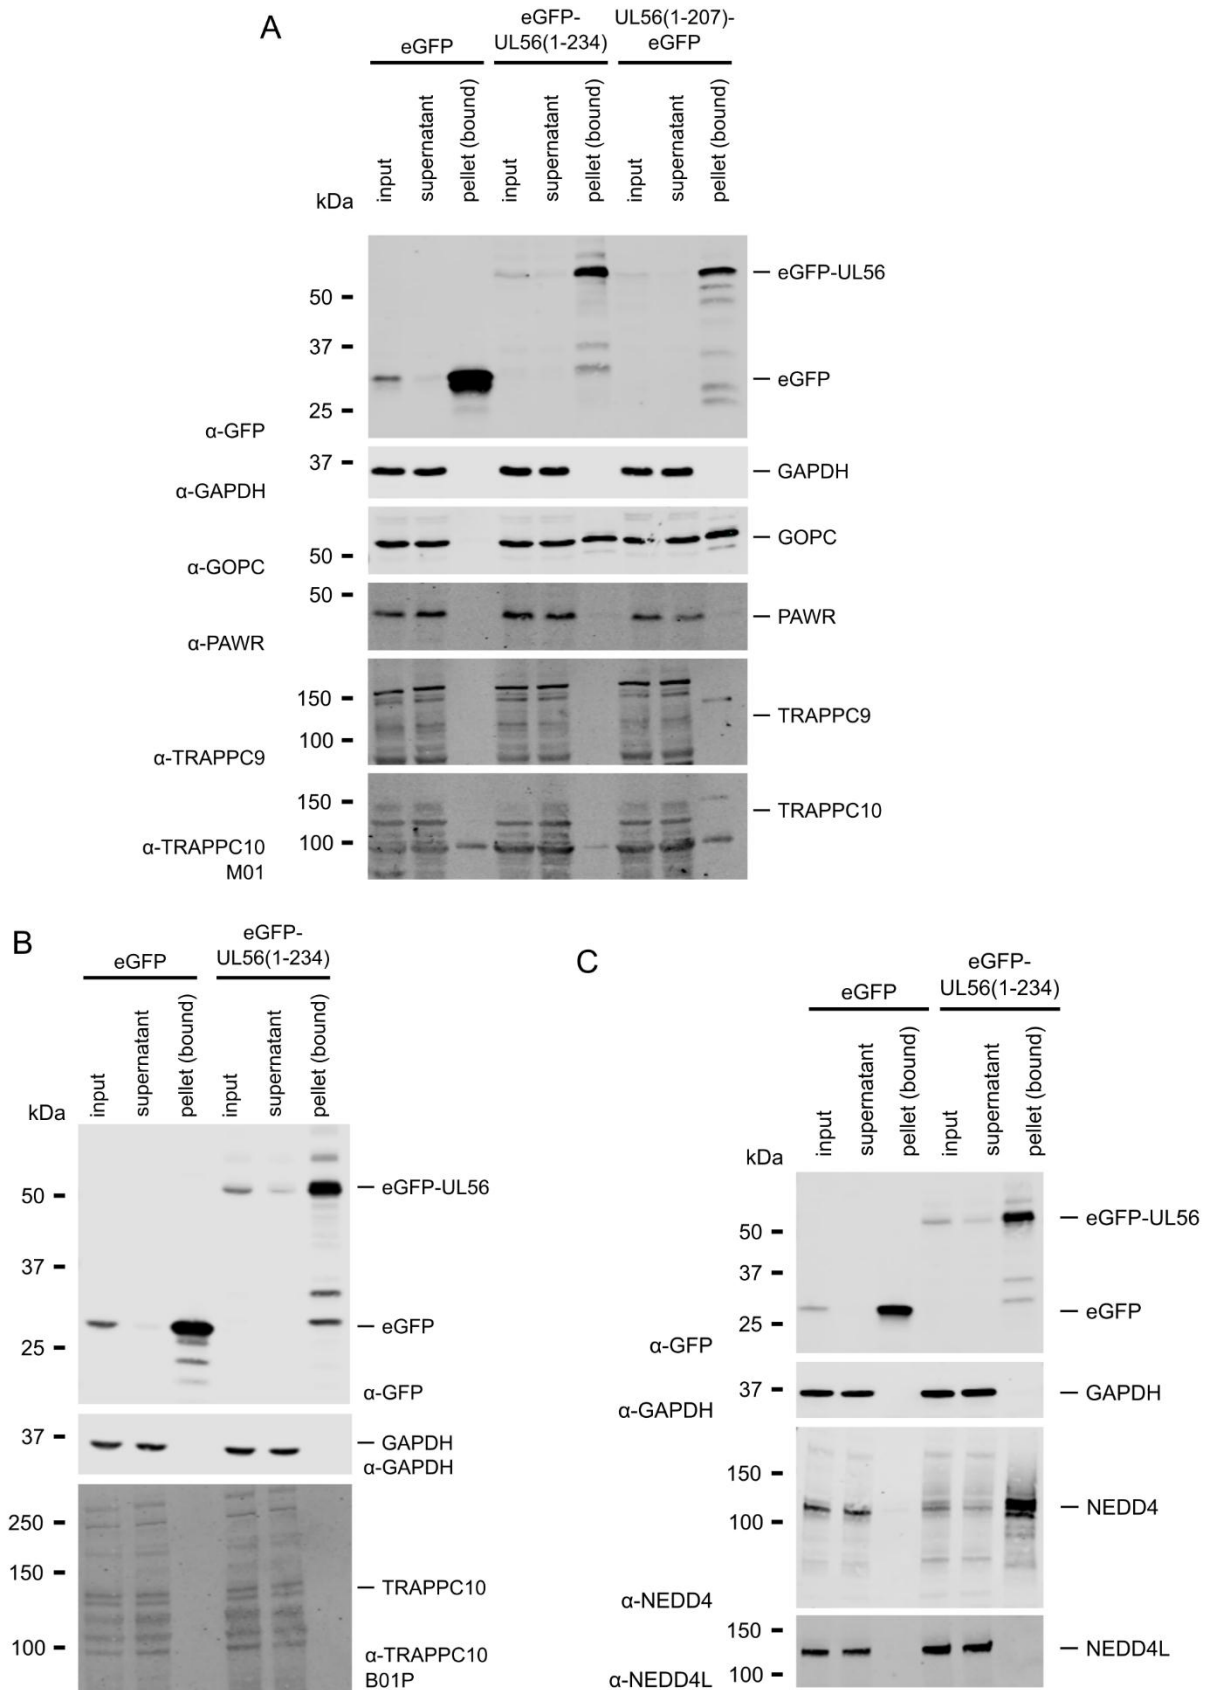 A
eGFP
eGFP-
UL56(1-234)
UL56(1-207)-
eGFP
input
supernatant
pellet (bound)
input
supernatant
pellet (bound)
input
supernatant
pellet (bound)
kDa
eGFP-UL56
50
37
eGFP
25
α-GFP
37
GAPDH
α-GAPDH
GOPC
50
α-GOPC
50
PAWR
α-PAWR
150
TRAPPC9
100
α-TRAPPC9
150
TRAPPC10
100
α-TRAPPC10
M01
B
eGFP
eGFP-
UL56(1-234)
input
supernatant
pellet (bound)
input
supernatant
pellet (bound)
kDa
eGFP-UL56
50
37
eGFP
25
α-GFP
37
GAPDH
α-GAPDH
250
150
TRAPPC10
100
α-TRAPPC10
B01P
C
eGFP
eGFP-
UL56(1-234)
input
supernatant
pellet (bound)
input
supernatant
pellet (bound)
kDa
eGFP-UL56
50
37
eGFP
25
α-GFP
37
GAPDH
α-GAPDH
150
NEDD4
100
α-NEDD4
150
NEDD4L
100
α-NEDD4L